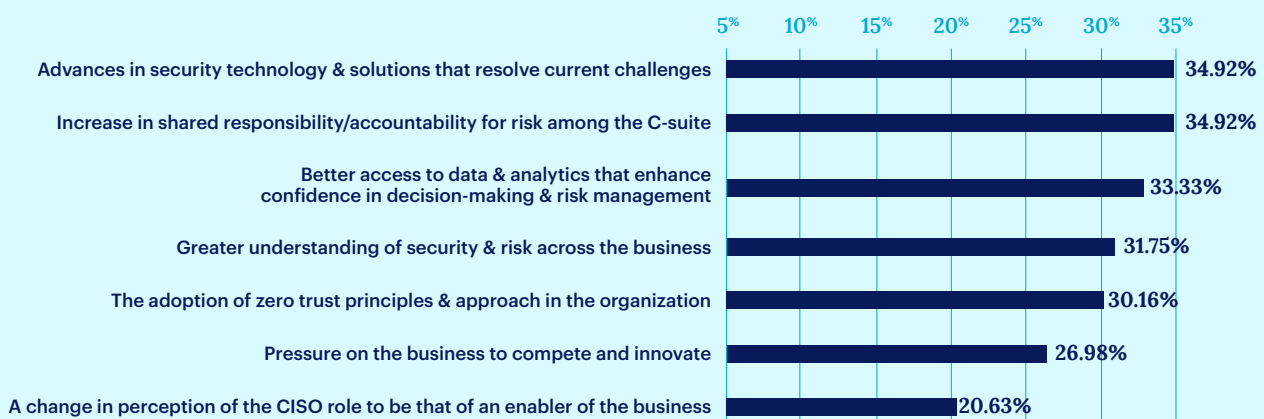 5% 10% 15% 20% 25% 30% 35%
Advances in security technology & solutions that resolve current challenges 34.92%
Increase in shared responsibility/accountability for risk among the C-suite 34.92%
Better access to data & analytics that enhance
confidence in decision-making & risk management 33.33%
Greater understanding of security & risk across the business 31.75%
The adoption of zero trust principles & approach in the organization 30.16%
Pressure on the business to compete and innovate 26.98%
A change in perception of the CISO role to be that of an enabler of the business 20.63%